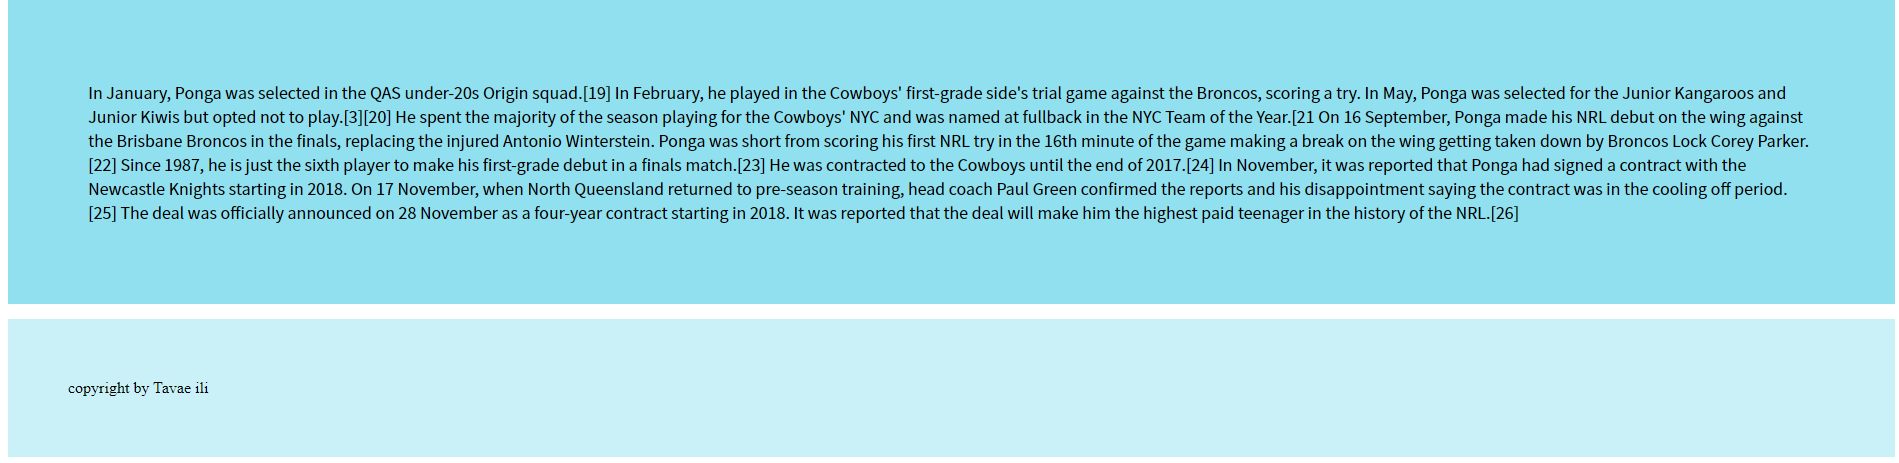 In January, Ponga was selected in the QAS under-20s Origin squad.[19] In February, he played in the Cowboys' first-grade side's trial game against the Broncos, scoring a try. In May, Ponga was selected for the Junior Kangaroos and
Junior Kiwis but opted not to play.[3][20] He spent the majority of the season playing for the Cowboys' NYC and was named at fullback in the NYC Team of the Year.[21 On 16 September, Ponga made his NRL debut on the wing against
the Brisbane Broncos in the finals, replacing the injured Antonio Winterstein. Ponga was short from scoring his first NRL try in the 16th minute of the game making a break on the wing getting taken down by Broncos Lock Corey Parker.
[22] Since 1987, he is just the sixth player to make his first-grade debut in a finals match.[23] He was contracted to the Cowboys until the end of 2017.[24] In November, it was reported that Ponga had signed a contract with the
Newcastle Knights starting in 2018. On 17 November, when North Queensland returned to pre-season training, head coach Paul Green confirmed the reports and his disappointment saying the contract was in the cooling off period.
[25] The deal was officially announced on 28 November as a four-year contract starting in 2018. It was reported that the deal will make him the highest paid teenager in the history of the NRL.[26]
copyright by Tavae ili